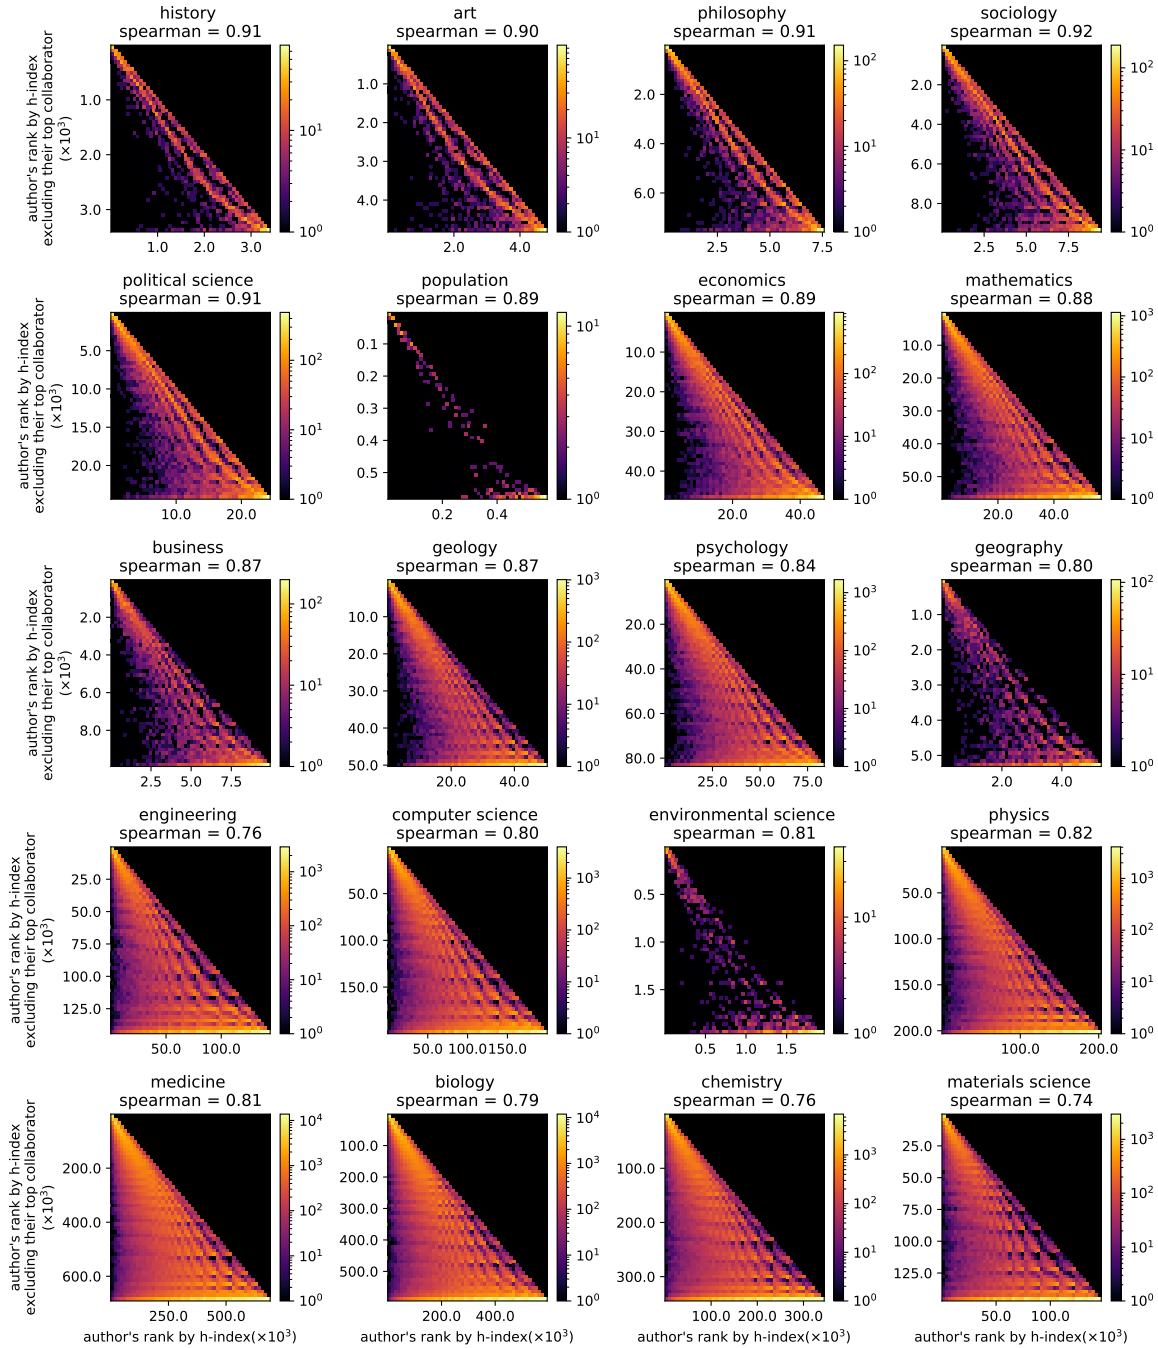 history
spearman = 0.91
art
spearman = 0.90
philosophy
spearman = 0.91
sociology
spearman = 0.92
author's rank by h-index
excluding their top collaborator
(×10³)
1.0
2.0
3.0
1.0 2.0 3.0
10⁰
10¹
1.0
2.0
3.0
4.0
2.0 4.0
10⁰
10¹
2.0
4.0
6.0
2.5 5.0 7.5
10⁰
10¹
10²
2.0
4.0
6.0
8.0
2.5 5.0 7.5
10⁰
10¹
10²
political science
spearman = 0.91
population
spearman = 0.89
economics
spearman = 0.89
mathematics
spearman = 0.88
author's rank by h-index
excluding their top collaborator
(×10³)
5.0
10.0
15.0
20.0
10.0 20.0
10⁰
10¹
10²
0.1
0.2
0.3
0.4
0.5
0.2 0.4
10⁰
10¹
10.0
20.0
30.0
40.0
20.0 40.0
10⁰
10¹
10²
10.0
20.0
30.0
40.0
50.0
20.0 40.0
10⁰
10¹
10²
10³
business
spearman = 0.87
geology
spearman = 0.87
psychology
spearman = 0.84
geography
spearman = 0.80
author's rank by h-index
excluding their top collaborator
(×10³)
2.0
4.0
6.0
8.0
2.5 5.0 7.5
10⁰
10¹
10²
10.0
20.0
30.0
40.0
50.0
20.0 40.0
10⁰
10¹
10²
10³
20.0
40.0
60.0
80.0
25.0 50.0 75.0
10⁰
10¹
10²
10³
1.0
2.0
3.0
4.0
5.0
2.0 4.0
10⁰
10¹
10²
engineering
spearman = 0.76
computer science
spearman = 0.80
environmental science
spearman = 0.81
physics
spearman = 0.82
author's rank by h-index
excluding their top collaborator
(×10³)
25.0
50.0
75.0
100.0
125.0
50.0 100.0
10⁰
10¹
10²
10³
50.0
100.0
150.0
50.0 100.0 150.0
10⁰
10¹
10²
10³
0.5
1.0
1.5
0.5 1.0 1.5
10⁰
10¹
50.0
100.0
150.0
200.0
100.0 200.0
10⁰
10¹
10²
10³
medicine
spearman = 0.81
biology
spearman = 0.79
chemistry
spearman = 0.76
materials science
spearman = 0.74
author's rank by h-index
excluding their top collaborator
(×10³)
200.0
400.0
600.0
250.0 500.0
10⁰
10¹
10²
10³
10⁴
100.0
200.0
300.0
400.0
500.0
200.0 400.0
10⁰
10¹
10²
10³
10⁴
100.0
200.0
300.0
100.0 200.0 300.0
10⁰
10¹
10²
10³
25.0
50.0
75.0
100.0
125.0
50.0 100.0
10⁰
10¹
10²
10³
author's rank by h-index(×10³)
author's rank by h-index(×10³)
author's rank by h-index(×10³)
author's rank by h-index(×10³)